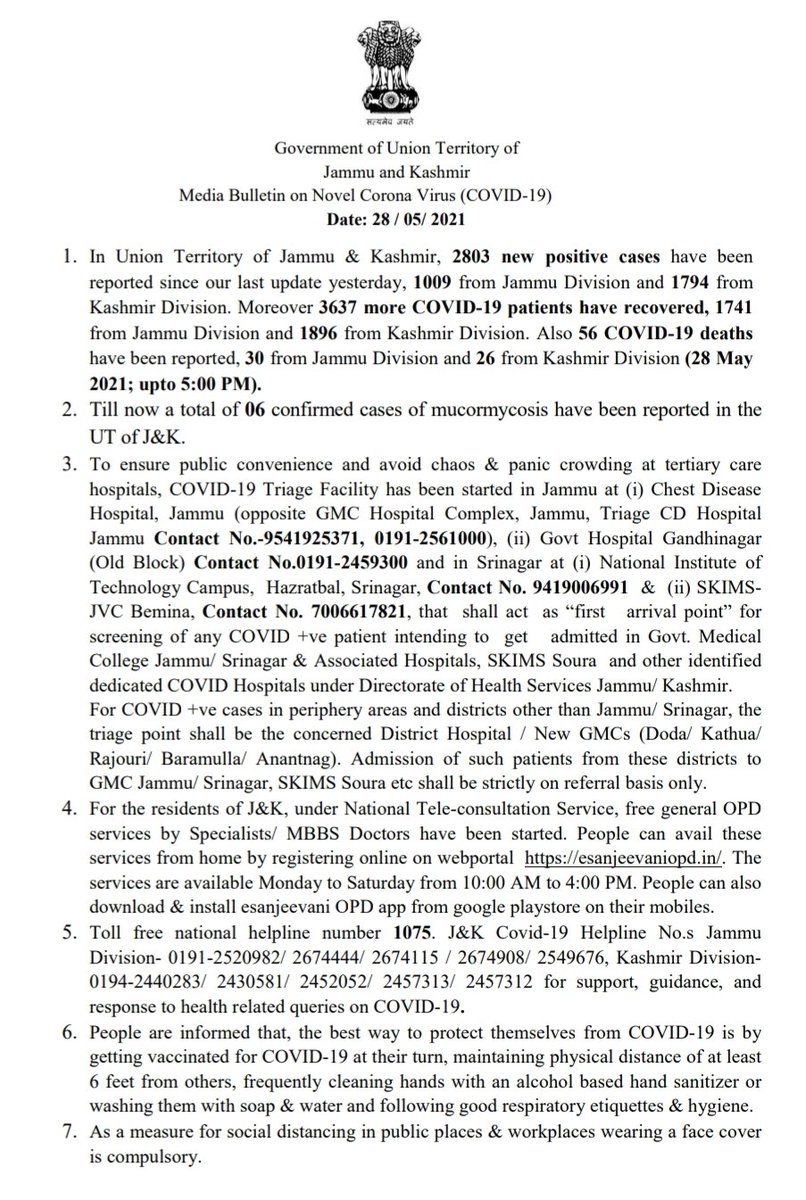 सत्यमेव जयते
Government of Union Territory of
Jammu and Kashmir
Media Bulletin on Novel Corona Virus (COVID-19)
Date: 28 / 05/ 2021
1. In Union Territory of Jammu & Kashmir, 2803 new positive cases have been
reported since our last update yesterday, 1009 from Jammu Division and 1794 from
Kashmir Division. Moreover 3637 more COVID-19 patients have recovered, 1741
from Jammu Division and 1896 from Kashmir Division. Also 56 COVID-19 deaths
have been reported, 30 from Jammu Division and 26 from Kashmir Division (28 May
2021; upto 5:00 PM).
2. Till now a total of 06 confirmed cases of mucormycosis have been reported in the
UT of J&K.
3. To ensure public convenience and avoid chaos & panic crowding at tertiary care
hospitals, COVID-19 Triage Facility has been started in Jammu at (i) Chest Disease
Hospital, Jammu (opposite GMC Hospital Complex, Jammu, Triage CD Hospital
Jammu Contact No.-9541925371, 0191-2561000), (ii) Govt Hospital Gandhinagar
(Old Block) Contact No.0191-2459300 and in Srinagar at (i) National Institute of
Technology Campus, Hazratbal, Srinagar, Contact No. 9419006991 & (ii) SKIMS-
JVC Bemina, Contact No. 7006617821, that shall act as “first arrival point” for
screening of any COVID +ve patient intending to get admitted in Govt. Medical
College Jammu/ Srinagar & Associated Hospitals, SKIMS Soura and other identified
dedicated COVID Hospitals under Directorate of Health Services Jammu/ Kashmir.
For COVID +ve cases in periphery areas and districts other than Jammu/ Srinagar, the
triage point shall be the concerned District Hospital / New GMCs (Doda/ Kathua/
Rajouri/ Baramulla/ Anantnag). Admission of such patients from these districts to
GMC Jammu/ Srinagar, SKIMS Soura etc shall be strictly on referral basis only.
4. For the residents of J&K, under National Tele-consultation Service, free general OPD
services by Specialists/ MBBS Doctors have been started. People can avail these
services from home by registering online on webportal https://esanjeevaniopd.in/. The
services are available Monday to Saturday from 10:00 AM to 4:00 PM. People can also
download & install esanjeevani OPD app from google playstore on their mobiles.
5. Toll free national helpline number 1075. J&K Covid-19 Helpline No.s Jammu
Division- 0191-2520982/ 2674444/ 2674115 / 2674908/ 2549676, Kashmir Division-
0194-2440283/ 2430581/ 2452052/ 2457313/ 2457312 for support, guidance, and
response to health related queries on COVID-19.
6. People are informed that, the best way to protect themselves from COVID-19 is by
getting vaccinated for COVID-19 at their turn, maintaining physical distance of at least
6 feet from others, frequently cleaning hands with an alcohol based hand sanitizer or
washing them with soap & water and following good respiratory etiquettes & hygiene.
7. As a measure for social distancing in public places & workplaces wearing a face cover
is compulsory.